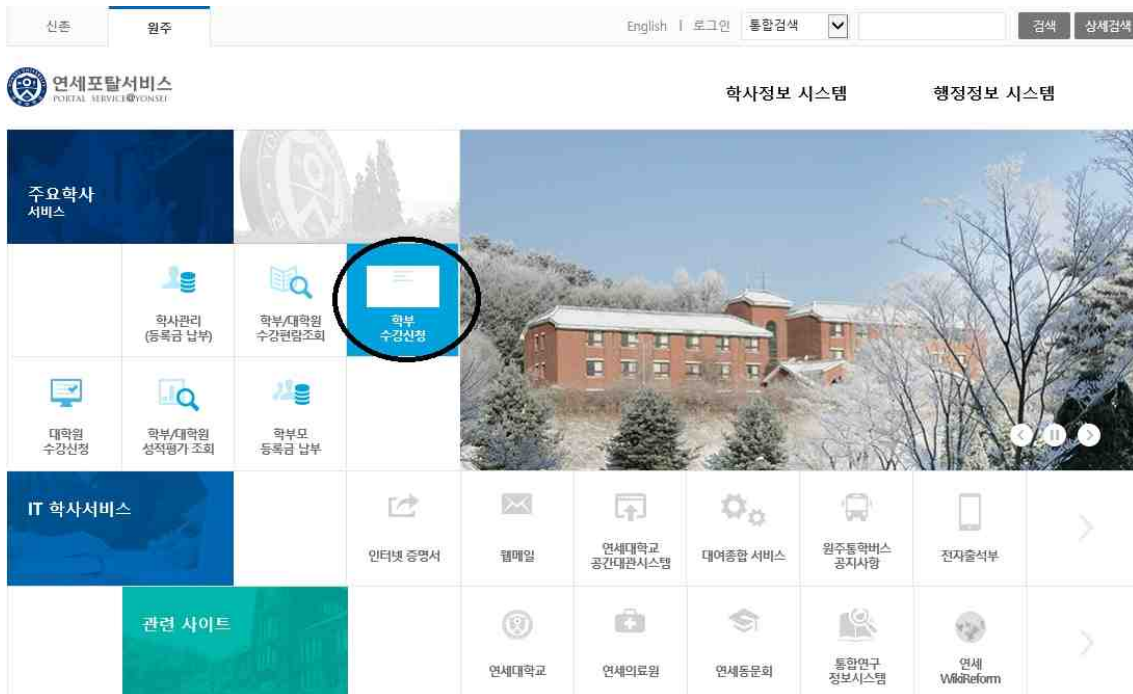 신촌
원주
English | 로그인 통합검색 검색 상세검색
연세포탈서비스
PORTAL SERVICE@YONSEI
학사정보 시스템 행정정보 시스템
주요학사
서비스
학사관리
(등록금 납부)
학부/대학원
수강편람조회
학부
수강신청
대학원
수강신청
학부/대학원
성적평가 조회
학부모
등록금 납부
IT 학사서비스
인터넷 증명서
웹메일
연세대학교
공간대관시스템
대여종합 서비스
원주통학버스
공지사항
전자출석부
관련 사이트
연세대학교
연세의료원
연세동문회
통합연구
정보시스템
연세
WikiReform